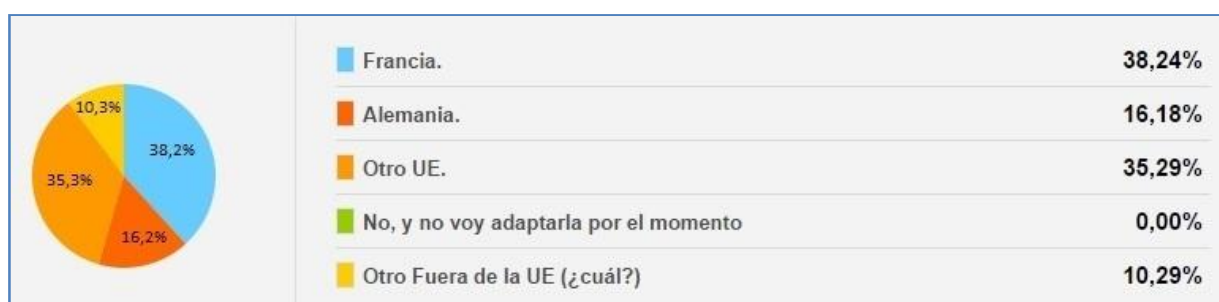 10,3%
38,2%
35,3%
16,2%
Francia. 38,24%
Alemania. 16,18%
Otro UE. 35,29%
No, y no voy adaptarla por el momento 0,00%
Otro Fuera de la UE (¿cuál?) 10,29%